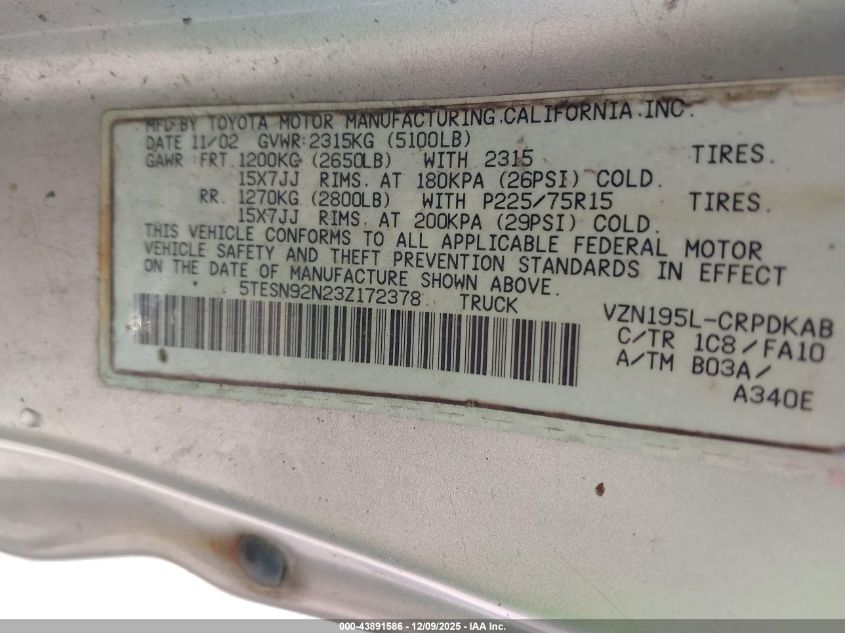 MFD.BY TOYOTA MOTOR MANUFACTURING.CALIFORNIA.INC.
DATE 11/02 GVWR:2315KG (5100LB)
GAWR :FRT.1200KG (2650LB) WITH 2315 TIRES.
15X7JJ RIMS. AT 180KPA (26PSI) COLD.
RR. 1270KG (2800LB) WITH P225/75R15 TIRES.
15X7JJ RIMS. AT 200KPA (29PSI) COLD.
THIS VEHICLE CONFORMS TO ALL APPLICABLE FEDERAL MOTOR
VEHICLE SAFETY AND THEFT PREVENTION STANDARDS IN EFFECT
ON THE DATE OF MANUFACTURE SHOWN ABOVE.
5TESN92N23Z172378 TRUCK
VZN195L-CRPDKAB
C/TR 1C8/FA10
A/TM B03A/
A340E
000-43891586 - 12/09/2025 - IAA Inc.